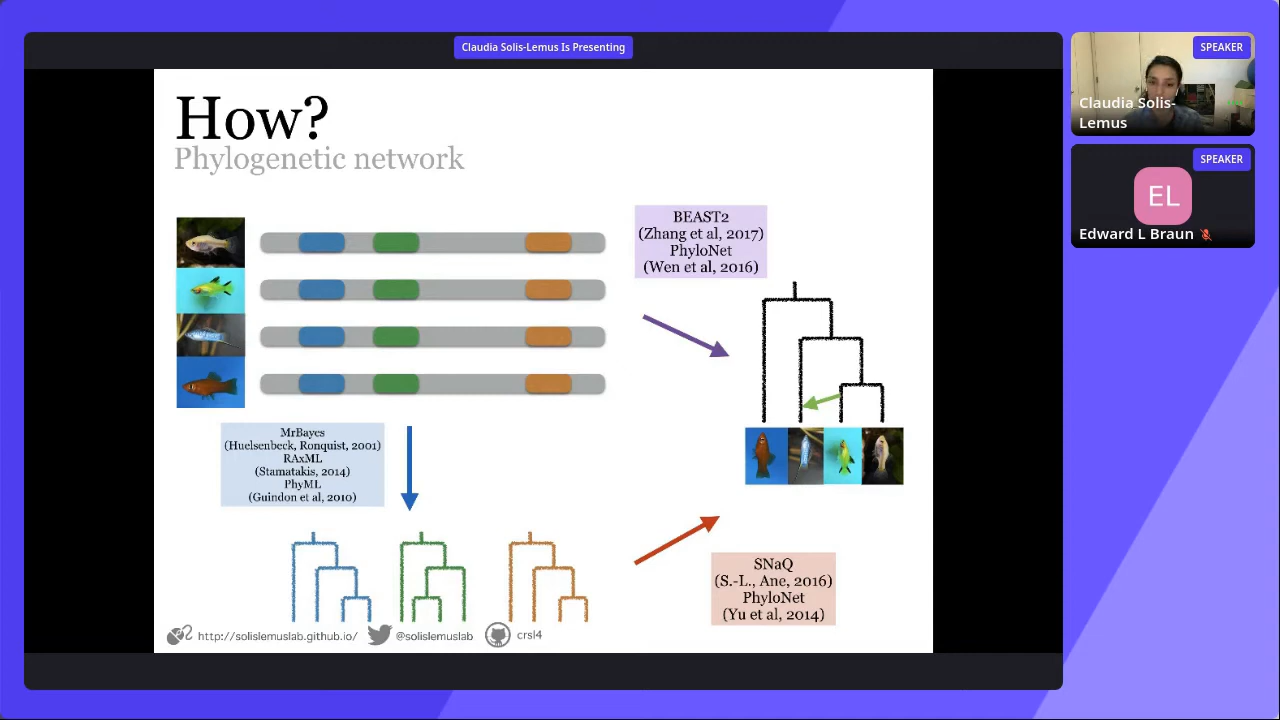 Claudia Solis-Lemus Is Presenting
How?
Phylogenetic network
BEAST2
(Zhang et al, 2017)
PhyloNet
(Wen et al, 2016)
MrBayes
(Huelsenbeck, Ronquist, 2001)
RAxML
(Stamatakis, 2014)
PhyML
(Guindon et al, 2010)
SNaQ
(S.-L., Ane, 2016)
PhyloNet
(Yu et al, 2014)
http://solislemuslab.github.io/
@solislemuslab
crsl4
SPEAKER
Claudia Solis-
Lemus
SPEAKER
EL
Edward L Braun